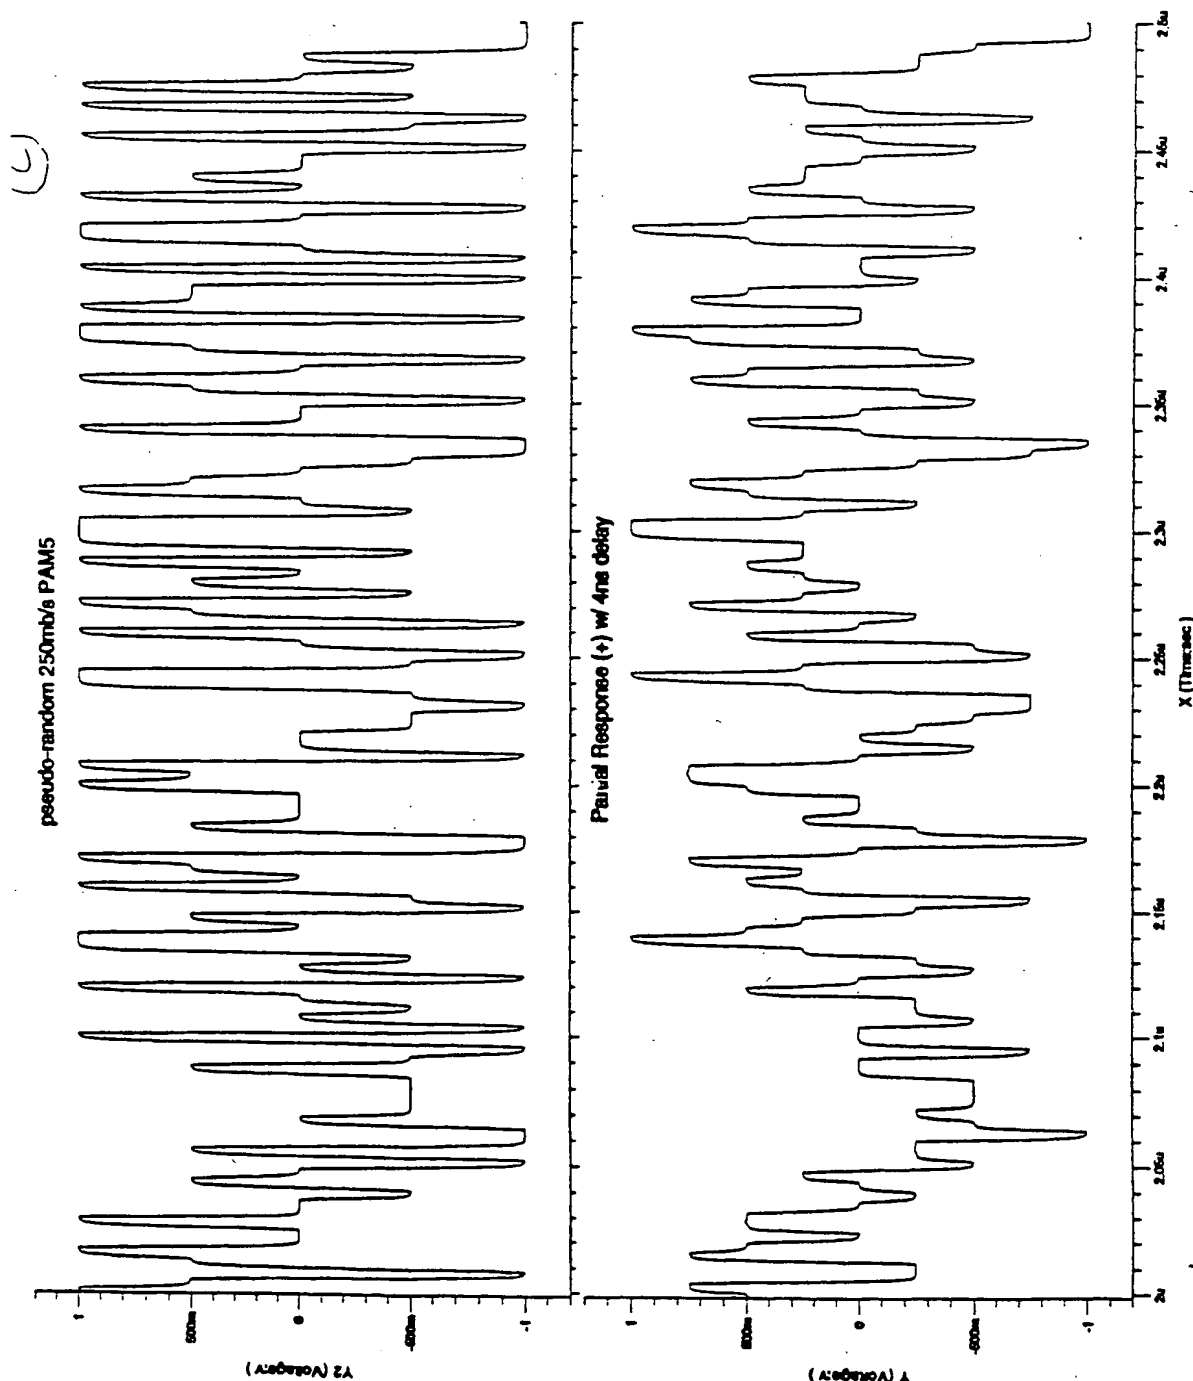 (C)
pseudo-random 250mb/s PAM5
Y2 (Voltage:v)
1
500m
0
-500m
-1
Partial Response (+) w/ 4ns delay
Y (Voltage:v)
1
500m
0
-500m
-1
2u
2.05u
2.1u
2.15u
2.2u
2.25u
2.3u
2.35u
2.4u
2.45u
2.5u
X (Time:sec)